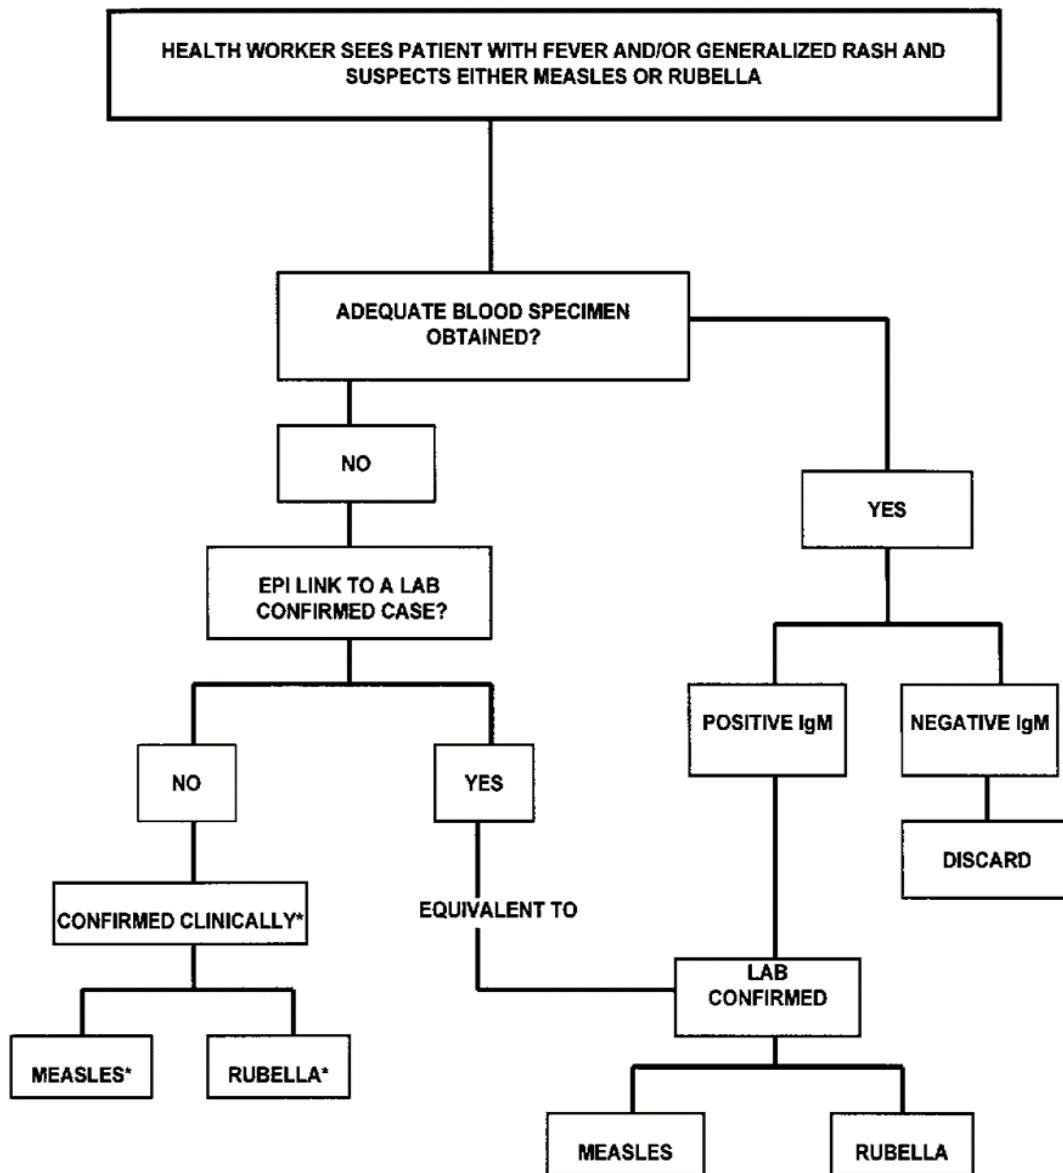 HEALTH WORKER SEES PATIENT WITH FEVER AND/OR GENERALIZED RASH AND
SUSPECTS EITHER MEASLES OR RUBELLA
ADEQUATE BLOOD SPECIMEN
OBTAINED?
NO
YES
EPI LINK TO A LAB
CONFIRMED CASE?
POSITIVE IgM
NEGATIVE IgM
NO
YES
DISCARD
CONFIRMED CLINICALLY*
EQUIVALENT TO
LAB
CONFIRMED
MEASLES*
RUBELLA*
MEASLES
RUBELLA